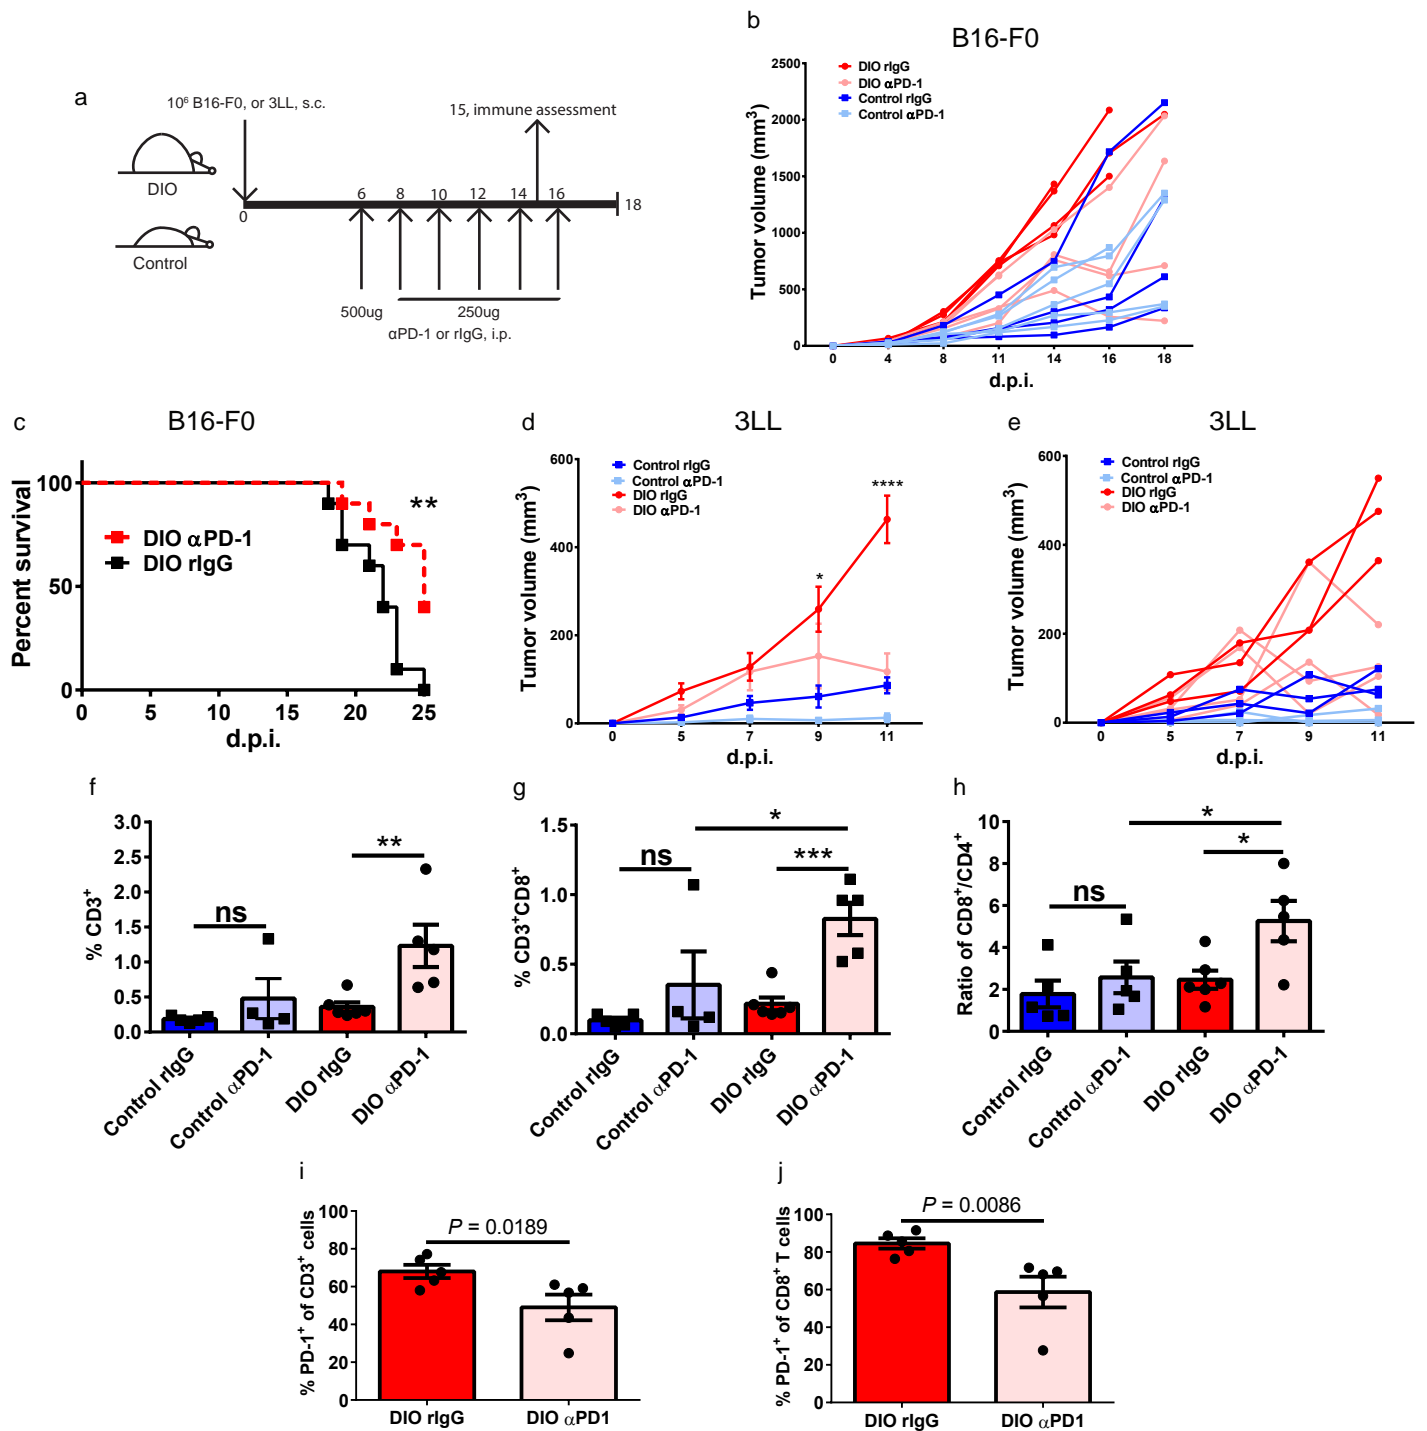 a
10⁶ B16-F0, or 3LL, s.c.
15, immune assessment
DIO
Control
0
6
8
10
12
14
16
18
500ug
250ug
αPD-1 or rIgG, i.p.
b
B16-F0
DIO rIgG
DIO αPD-1
Control rIgG
Control αPD-1
Tumor volume (mm³)
2500
2000
1500
1000
500
0
0 4 8 11 14 16 18
d.p.i.
c
B16-F0
Percent survival
100
50
0
**
DIO αPD-1
DIO rIgG
0 5 10 15 20 25
d.p.i.
d
3LL
Control rIgG
Control αPD-1
DIO rIgG
DIO αPD-1
Tumor volume (mm³)
600
400
200
0
*
****
0 5 7 9 11
d.p.i.
e
3LL
Control rIgG
Control αPD-1
DIO rIgG
DIO αPD-1
Tumor volume (mm³)
600
400
200
0
0 5 7 9 11
d.p.i.
f
% CD3⁺
3.0
2.5
2.0
1.5
1.0
0.5
0.0
ns
**
Control rIgG
Control αPD-1
DIO rIgG
DIO αPD-1
g
% CD3⁺CD8⁺
1.5
1.0
0.5
0.0
ns
*
***
Control rIgG
Control αPD-1
DIO rIgG
DIO αPD-1
h
Ratio of CD8⁺/CD4⁺
10
8
6
4
2
0
ns
*
*
Control rIgG
Control αPD-1
DIO rIgG
DIO αPD-1
i
% PD-1⁺ of CD3⁺ cells
100
80
60
40
20
0
P = 0.0189
DIO rIgG
DIO αPD1
j
% PD-1⁺ of CD8⁺ T cells
100
80
60
40
20
0
P = 0.0086
DIO rIgG
DIO αPD1